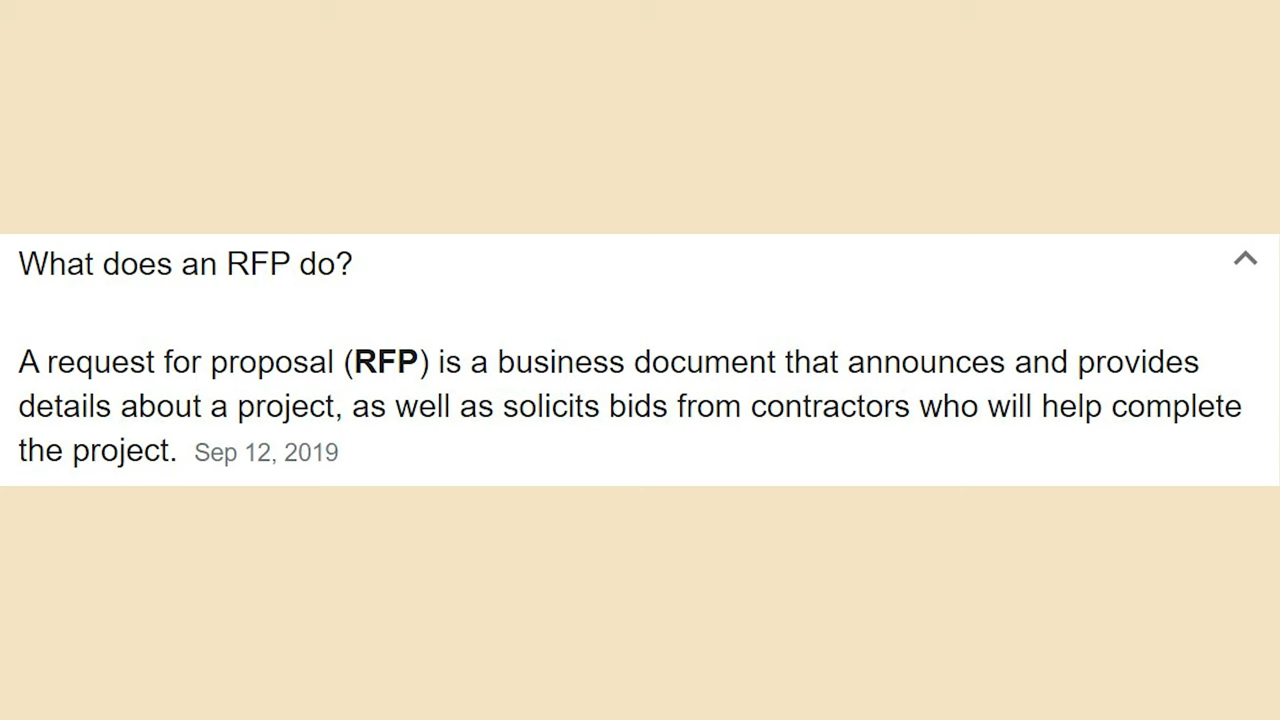 What does an RFP do?
A request for proposal (RFP) is a business document that announces and provides
details about a project, as well as solicits bids from contractors who will help complete
the project. Sep 12, 2019